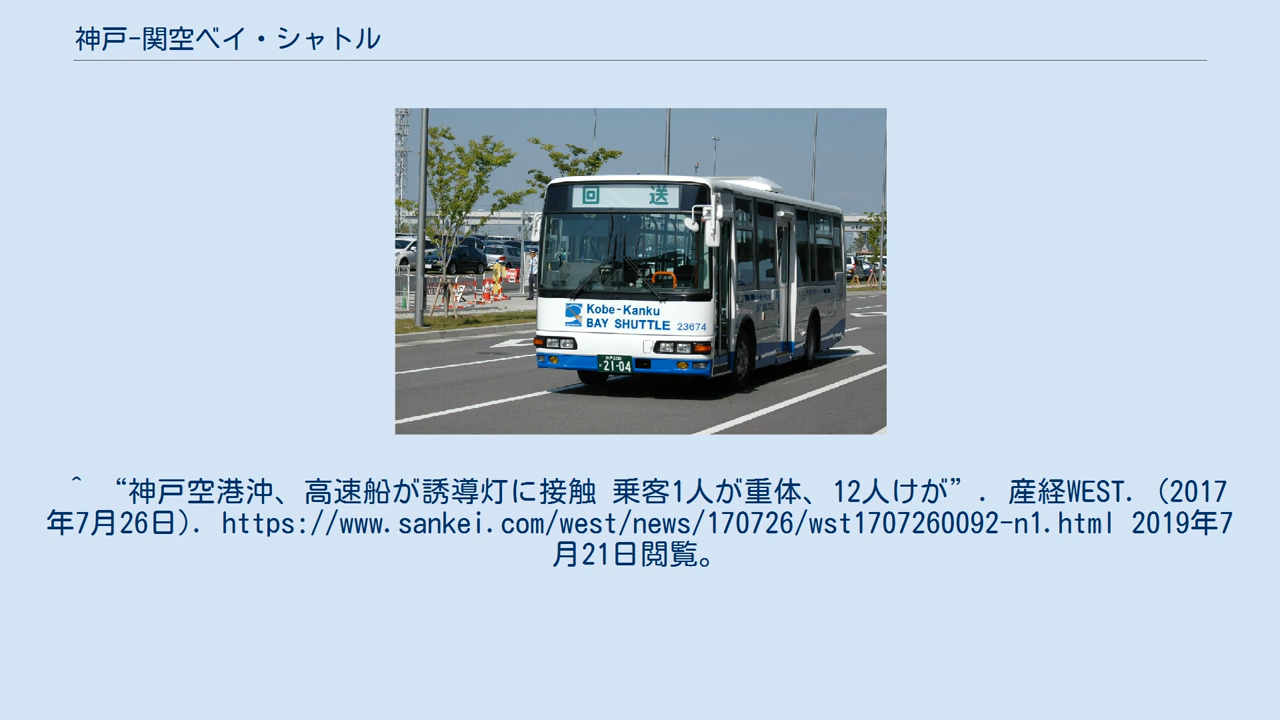 神戸-関空ベイ・シャトル
回 送
Kobe-Kanku
BAY SHUTTLE 23674
21-04
^ “神戸空港沖、高速船が誘導灯に接触 乗客1人が重体、12人けが”. 産経WEST. (2017
年7月26日). https://www.sankei.com/west/news/170726/wst1707260092-n1.html 2019年7
月21日閲覧。